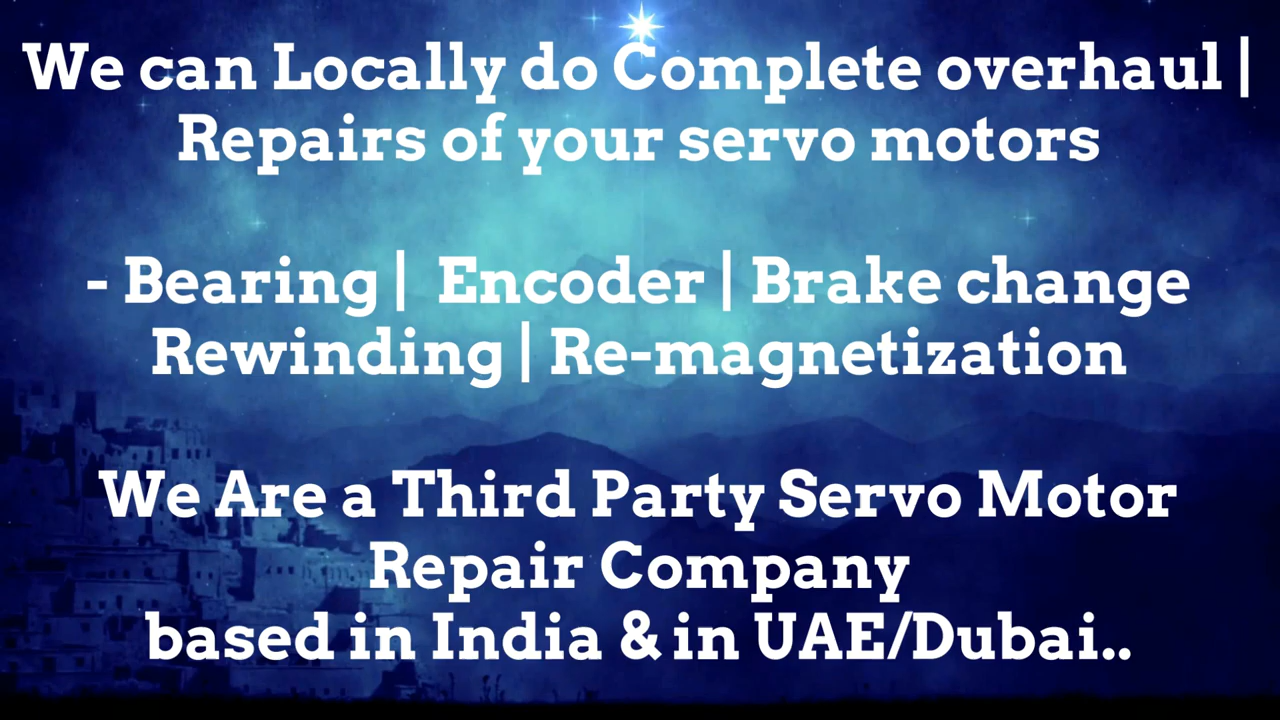 We can Locally do Complete overhaul |
Repairs of your servo motors
- Bearing |  Encoder | Brake change
Rewinding | Re-magnetization
We Are a Third Party Servo Motor
Repair Company
based in India & in UAE/Dubai..